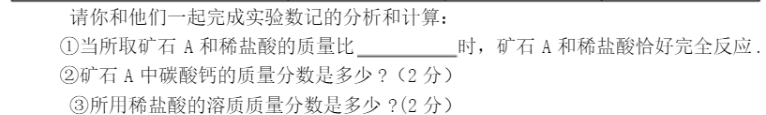 请你和他们一起完成实验数记的分析和计算：
①当所取矿石 A 和稀盐酸的质量比__________时，矿石 A 和稀盐酸恰好完全反应.
②矿石 A 中碳酸钙的质量分数是多少?（2 分）
③所用稀盐酸的溶质质量分数是多少?(2 分)